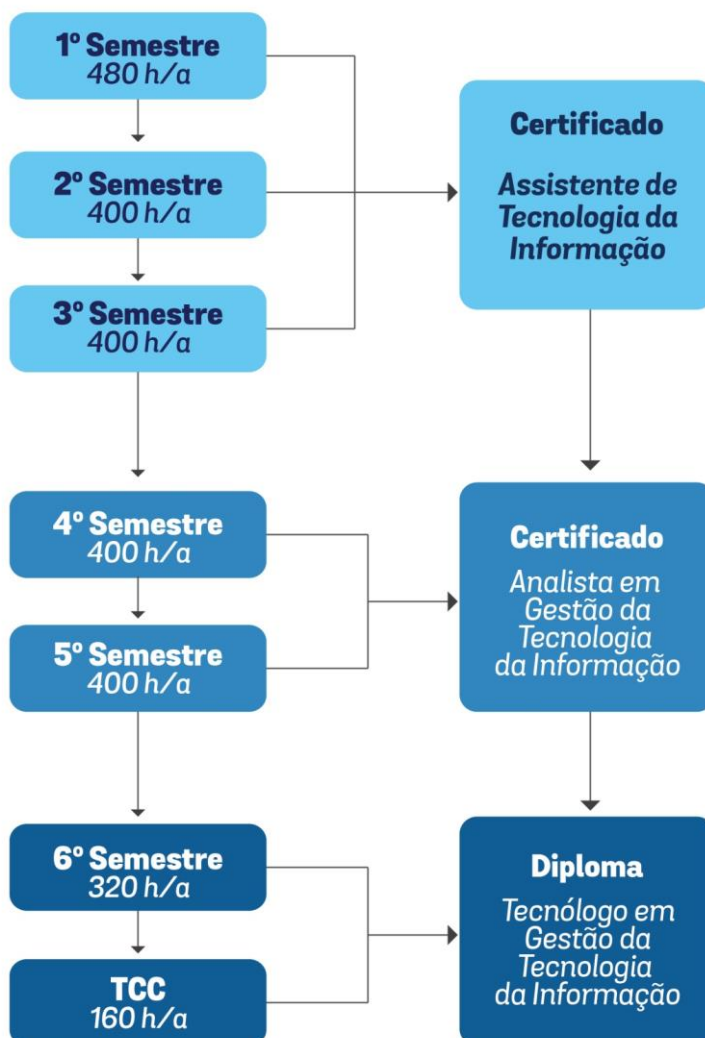 1º Semestre
480 h/a
2º Semestre
400 h/a
3º Semestre
400 h/a
Certificado
Assistente de
Tecnologia da
Informação
4º Semestre
400 h/a
5º Semestre
400 h/a
Certificado
Analista em
Gestão da
Tecnologia
da Informação
6º Semestre
320 h/a
TCC
160 h/a
Diploma
Tecnólogo em
Gestão da
Tecnologia
da Informação